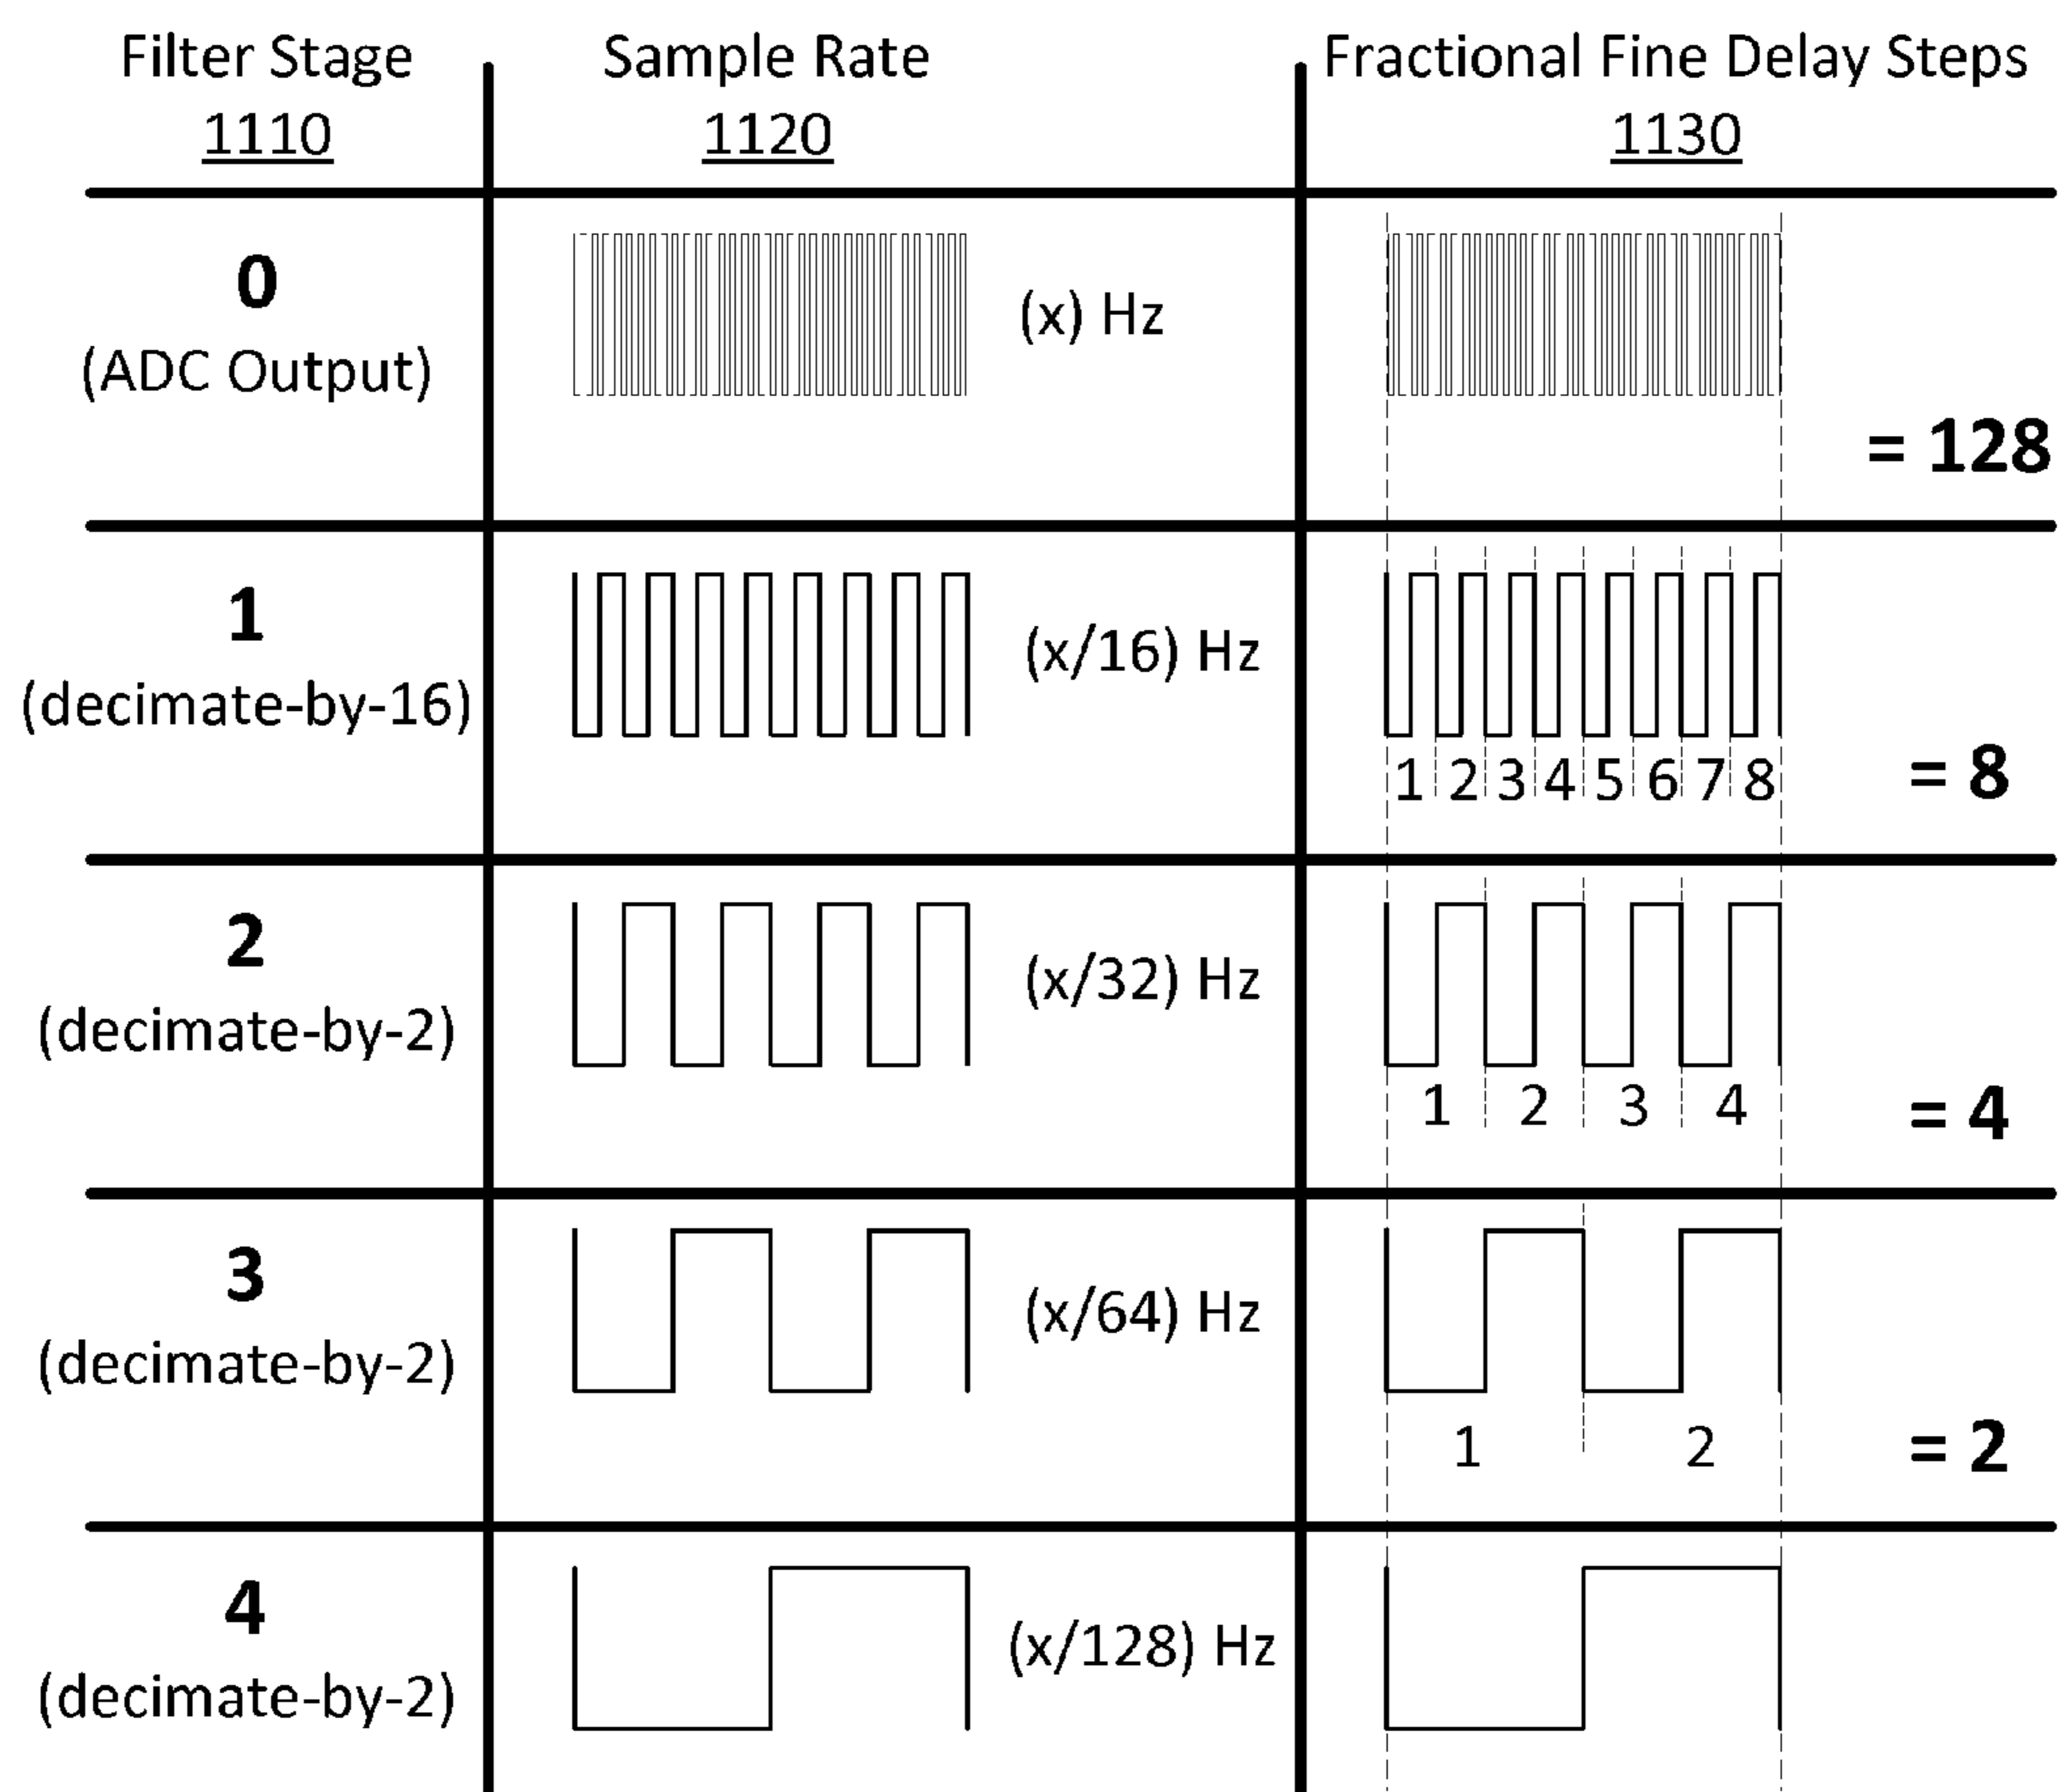 Filter Stage Sample Rate Fractional Fine Delay Steps
1110 1120 1130
0
(ADC Output)
(x) Hz
= 128
1
(decimate-by-16)
(x/16) Hz
1 2 3 4 5 6 7 8
= 8
2
(decimate-by-2)
(x/32) Hz
1 2 3 4
= 4
3
(decimate-by-2)
(x/64) Hz
1 2
= 2
4
(decimate-by-2)
(x/128) Hz